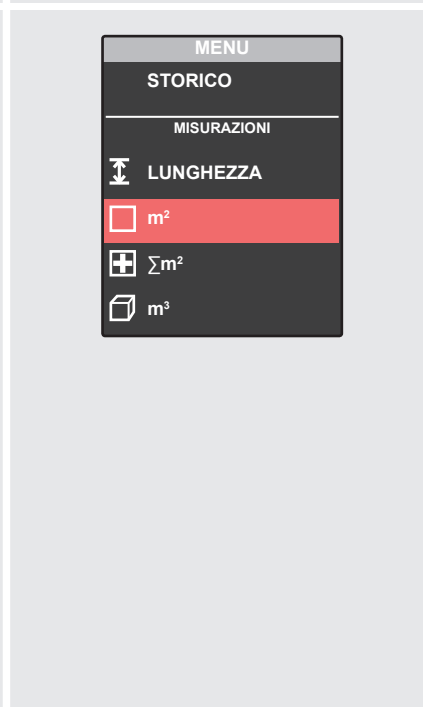 MENU
STORICO
MISURAZIONI
LUNGHEZZA
m²
∑m²
m³